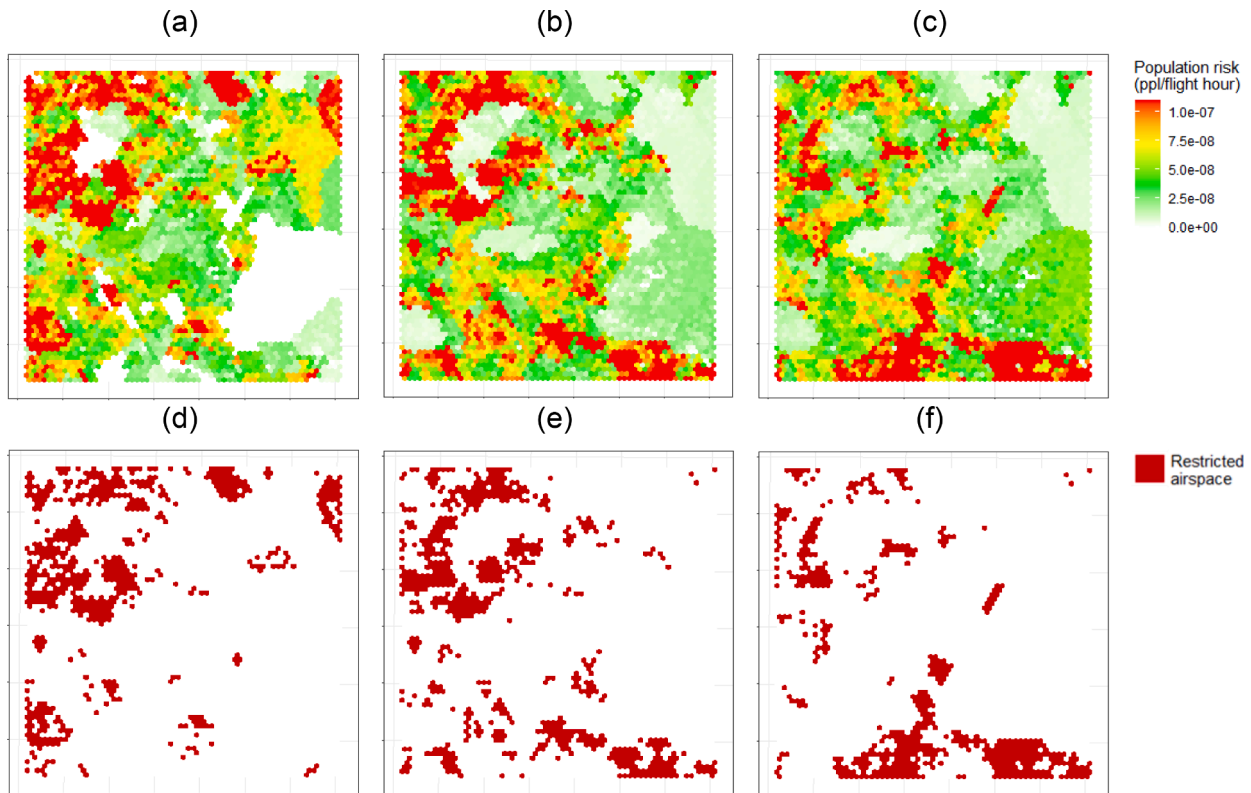 (a)
(b)
(c)
Population risk
(ppl/flight hour)
1.0e-07
7.5e-08
5.0e-08
2.5e-08
0.0e+00
(d)
(e)
(f)
Restricted
airspace